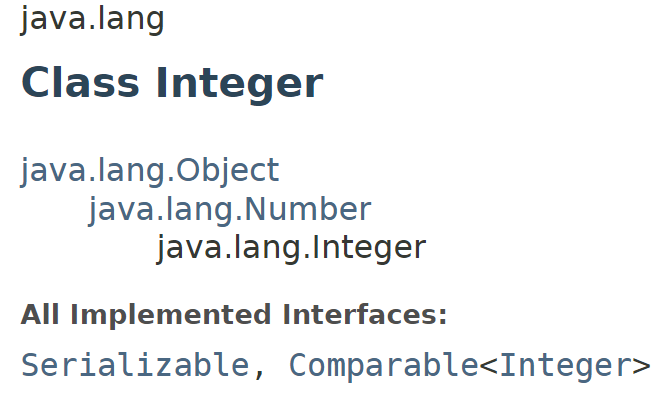 java.lang
Class Integer
java.lang.Object
java.lang.Number
java.lang.Integer
All Implemented Interfaces:
Serializable, Comparable<Integer>